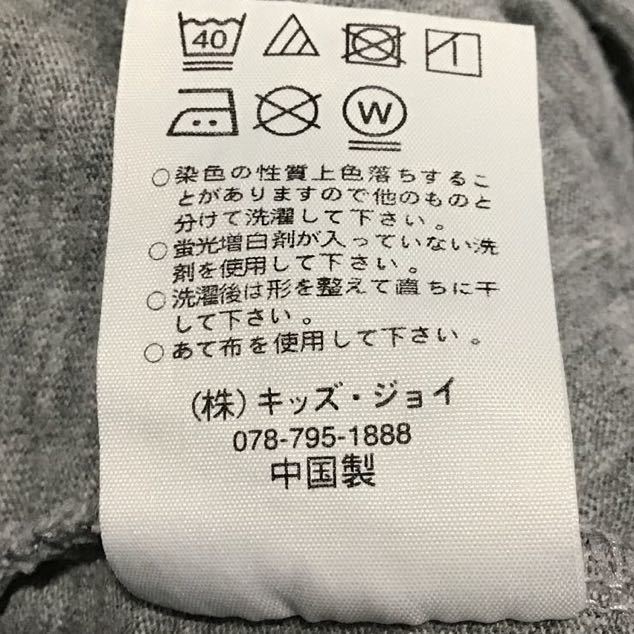 40
W
○染色の性質上色落ちするこ
とがありますので他のものと
分けて洗濯して下さい。
○蛍光増白剤が入っていない洗
剤を使用して下さい。
○洗濯後は形を整えて直ちに干
して下さい。
○あて布を使用して下さい。
(株)キッズ・ジョイ
078-795-1888
中国製